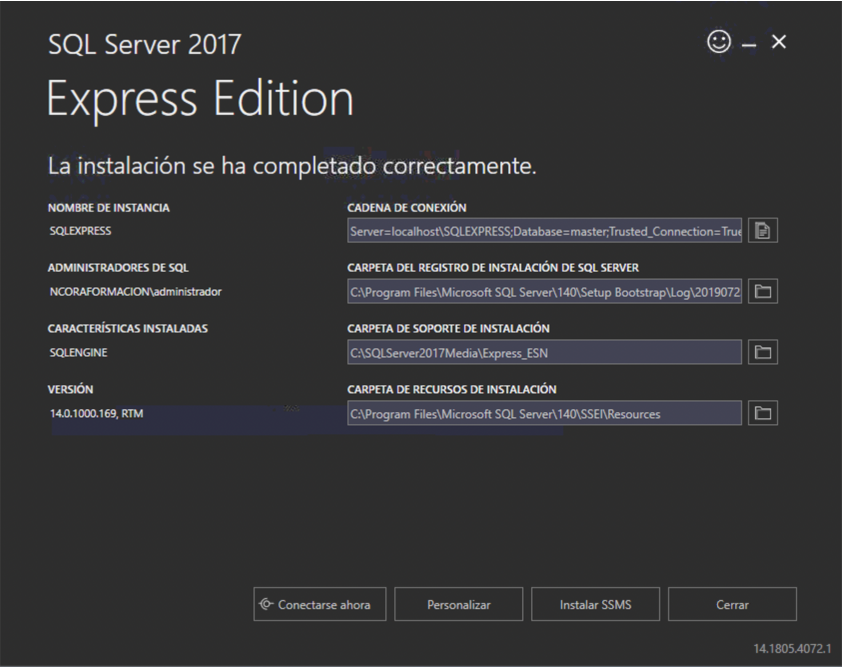 SQL Server 2017
Express Edition
La instalación se ha completado correctamente.
NOMBRE DE INSTANCIA
SQLEXPRESS
CADENA DE CONEXIÓN
Server=localhost\SQLEXPRESS;Database=master;Trusted_Connection=True
ADMINISTRADORES DE SQL
NCORAFORMACION\administrador
CARPETA DEL REGISTRO DE INSTALACIÓN DE SQL SERVER
C:\Program Files\Microsoft SQL Server\140\Setup Bootstrap\Log\2019072
CARACTERÍSTICAS INSTALADAS
SQLENGINE
CARPETA DE SOPORTE DE INSTALACIÓN
C:\SQLServer2017Media\Express_ESN
VERSIÓN
14.0.1000.169, RTM
CARPETA DE RECURSOS DE INSTALACIÓN
C:\Program Files\Microsoft SQL Server\140\SSEI\Resources
Conectarse ahora
Personalizar
Instalar SSMS
Cerrar
14.1805.4072.1